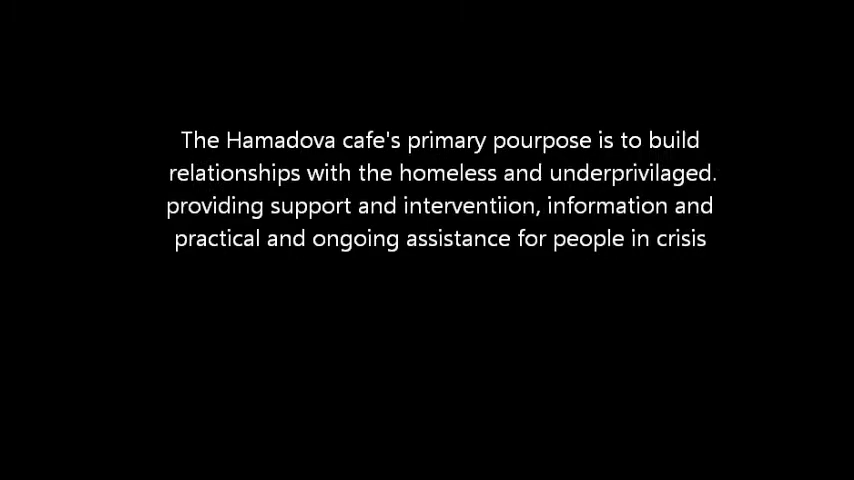 The Hamadova cafe's primary pourpose is to build
relationships with the homeless and underprivilaged.
providing support and interventiion, information and
practical and ongoing assistance for people in crisis